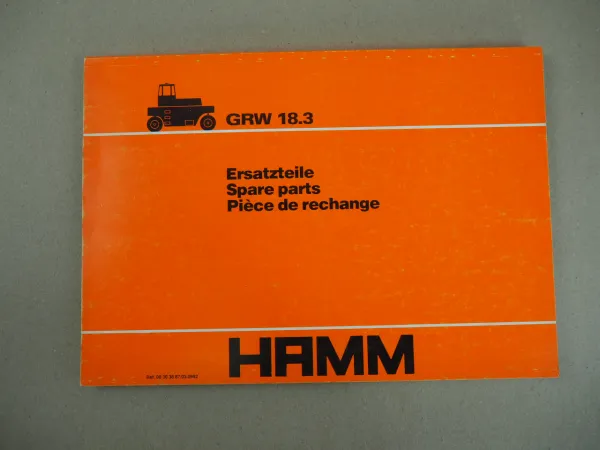 GRW 18.3
Ersatzteile
Spare parts
Pièce de rechange
HAMM